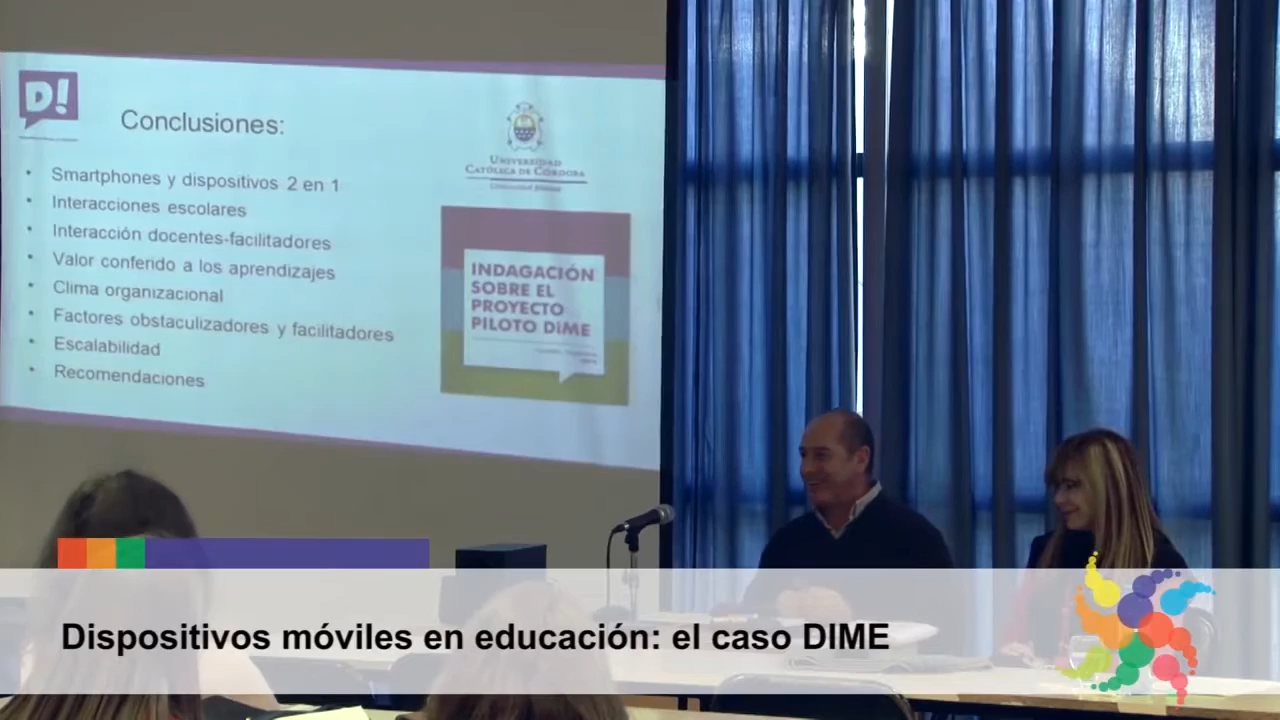 D!
Conclusiones:
• Smartphones y dispositivos 2 en 1
• Interacciones escolares
• Interacción docentes-facilitadores
• Valor conferido a los aprendizajes
• Clima organizacional
• Factores obstaculizadores y facilitadores
• Escalabilidad
• Recomendaciones
UNIVERSIDAD
CATÓLICA DE CÓRDOBA
INDAGACIÓN
SOBRE EL
PROYECTO
PILOTO DIME
Dispositivos móviles en educación: el caso DIME